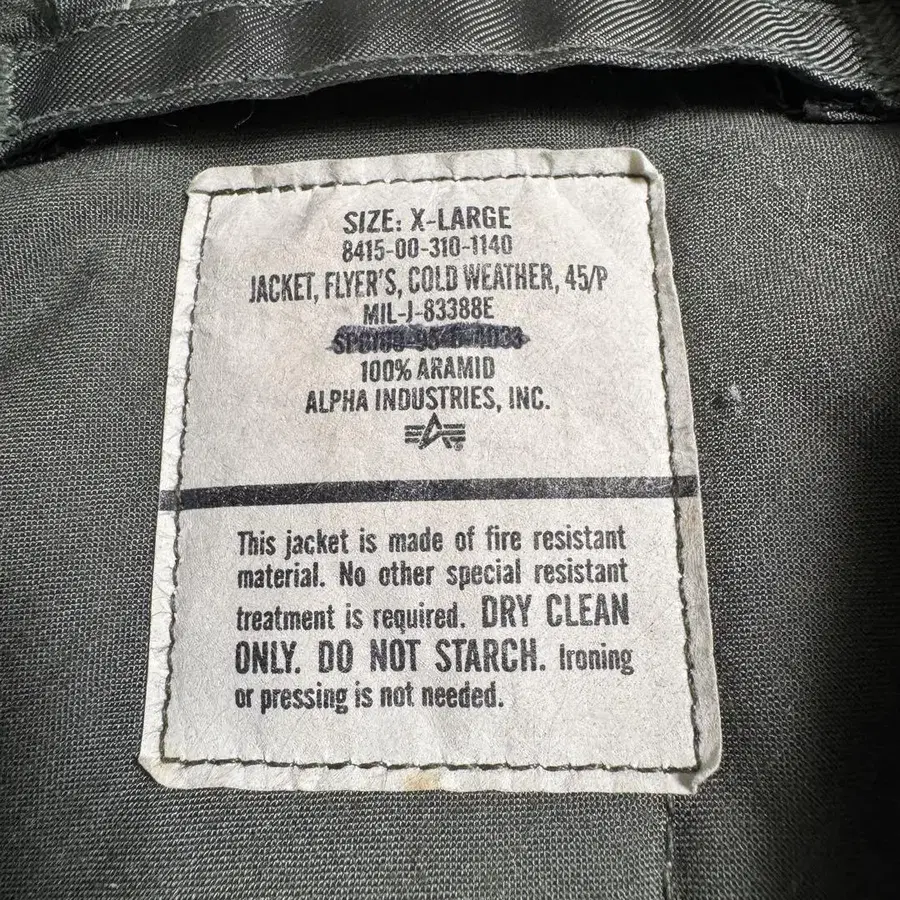 SIZE: X-LARGE
8415-00-310-1140
JACKET, FLYER'S, COLD WEATHER, 45/P
MIL-J-83388E
100% ARAMID
ALPHA INDUSTRIES, INC.
This jacket is made of fire resistant
material. No other special resistant
treatment is required. DRY CLEAN
ONLY. DO NOT STARCH. Ironing
or pressing is not needed.